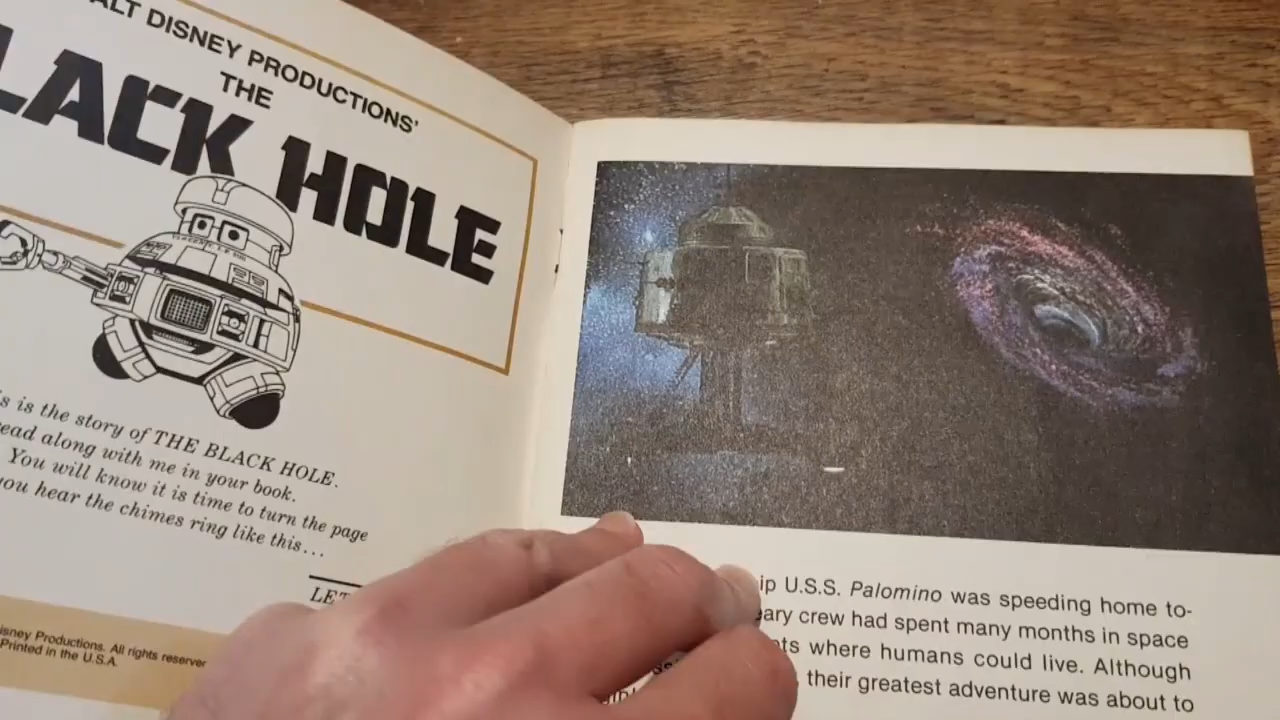 ALT DISNEY PRODUCTIONS'
THE
LACK HOLE
s is the story of THE BLACK HOLE.
ead along with me in your book.
You will know it is time to turn the page
you hear the chimes ring like this...
LET
isney Productions. All rights reserve
Printed in the U.S.A.
ip U.S.S. Palomino was speeding home to-
eary crew had spent many months in space
ts where humans could live. Although
their greatest adventure was about to